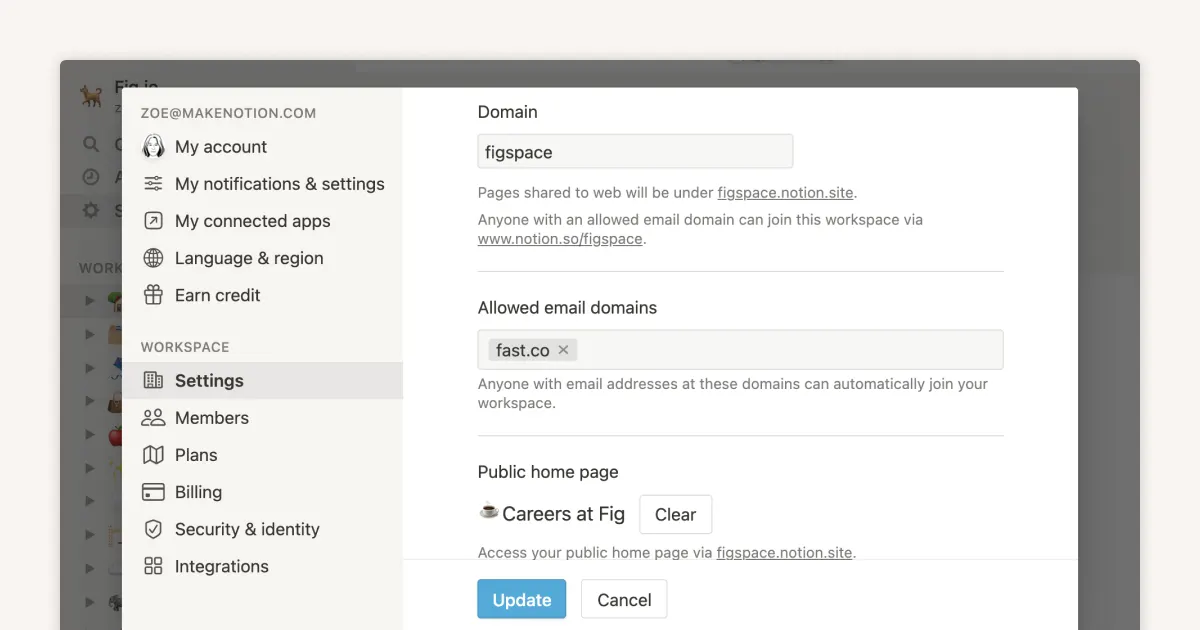 ZOE@MAKENOTION.COM
My account
My notifications & settings
My connected apps
Language & region
Earn credit
WORKSPACE
Settings
Members
Plans
Billing
Security & identity
Integrations
Domain
figspace
Pages shared to web will be under figspace.notion.site.
Anyone with an allowed email domain can join this workspace via
www.notion.so/figspace.
Allowed email domains
fast.co ×
Anyone with email addresses at these domains can automatically join your
workspace.
Public home page
Careers at Fig
Clear
Access your public home page via figspace.notion.site.
Update
Cancel